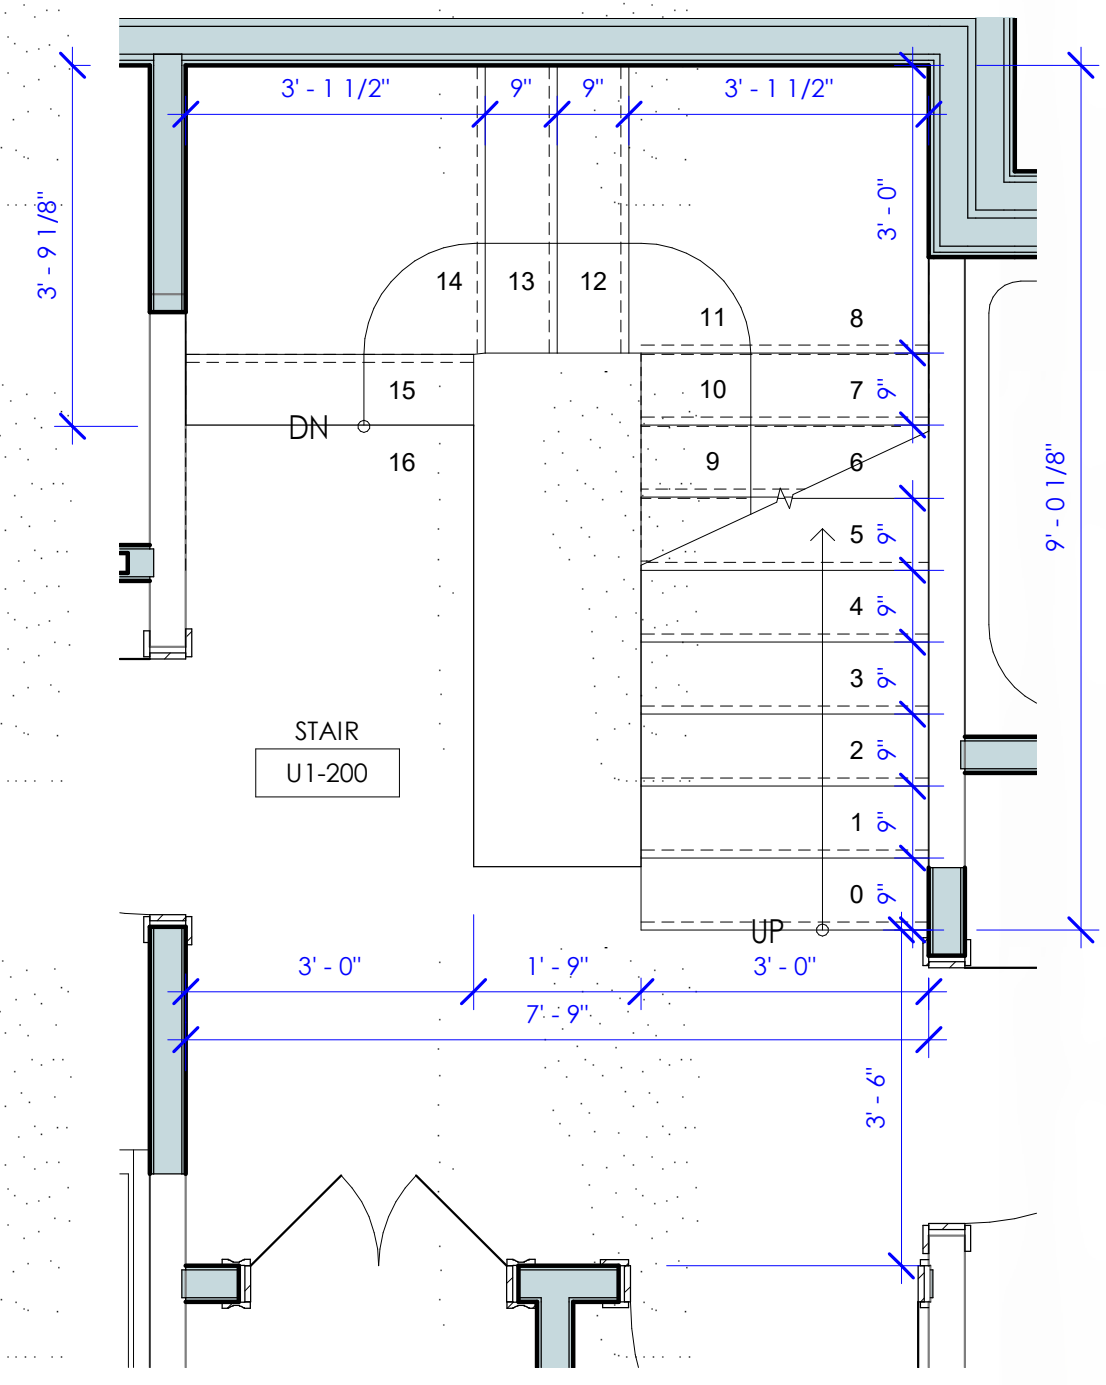 3' - 1 1/2" 9" 9" 3' - 1 1/2"
3' - 9 1/8"
3' - 0"
14 13 12
11 8
15 10 7 9"
DN
16 9 6
9' - 0 1/8"
5 9"
4 9"
3 9"
STAIR
U1-200
2 9"
1 9"
0 9"
UP
3' - 0" 1' - 9" 3' - 0"
7' - 9"
3' - 6"